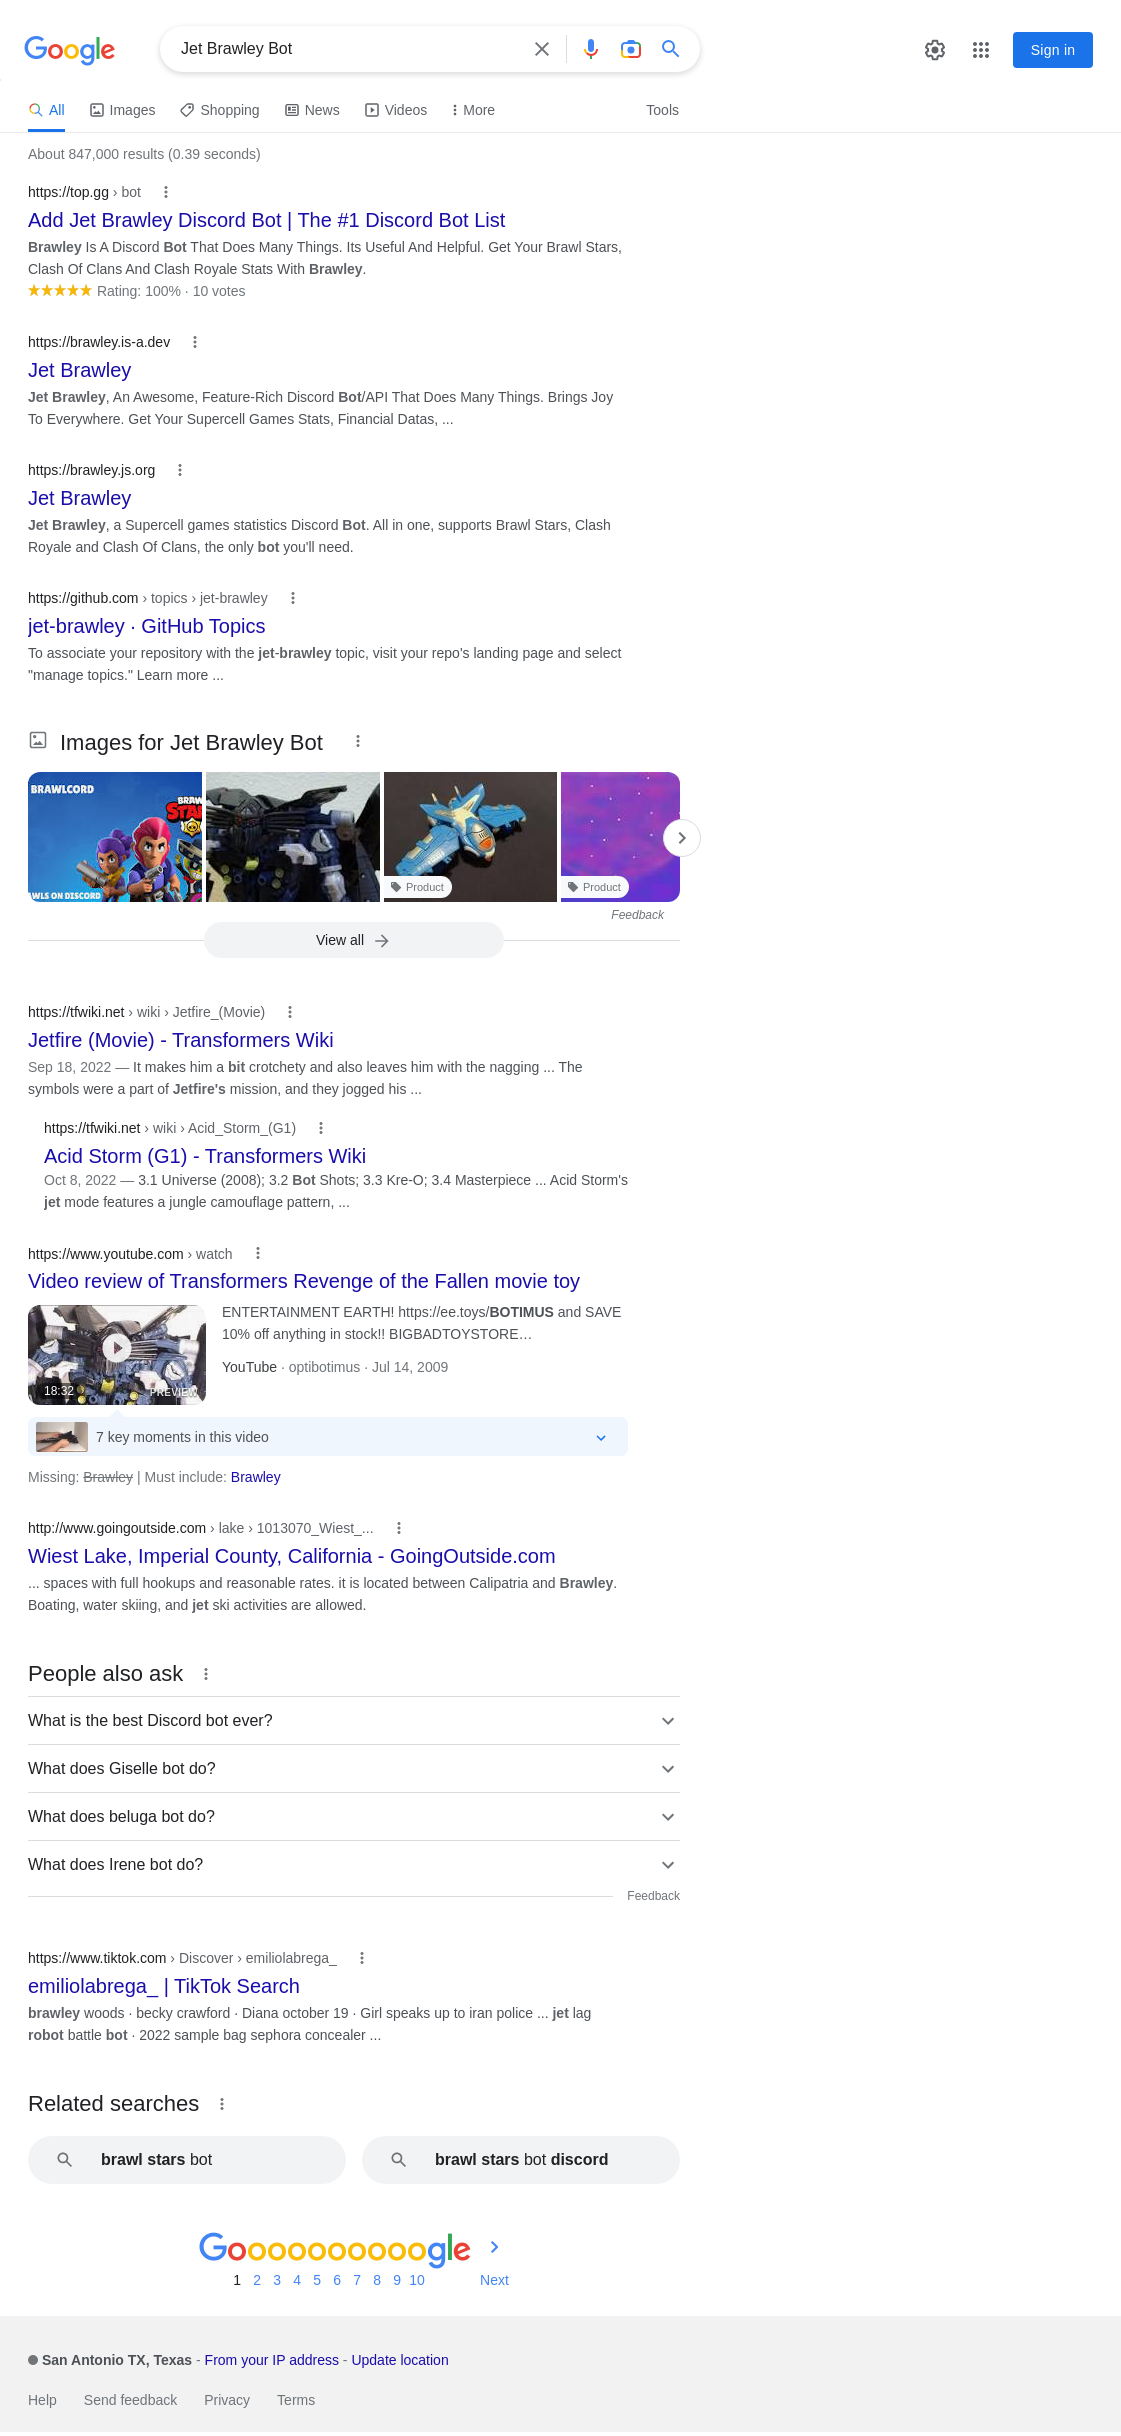 Google
Jet Brawley Bot
Sign in
All
Images
Shopping
News
Videos
More
Tools
About 847,000 results (0.39 seconds)
https://top.gg › bot
Add Jet Brawley Discord Bot | The #1 Discord Bot List
Brawley Is A Discord Bot That Does Many Things. Its Useful And Helpful. Get Your Brawl Stars,
Clash Of Clans And Clash Royale Stats With Brawley.
Rating: 100% · 10 votes
https://brawley.is-a.dev
Jet Brawley
Jet Brawley, An Awesome, Feature-Rich Discord Bot/API That Does Many Things. Brings Joy
To Everywhere. Get Your Supercell Games Stats, Financial Datas, ...
https://brawley.js.org
Jet Brawley
Jet Brawley, a Supercell games statistics Discord Bot. All in one, supports Brawl Stars, Clash
Royale and Clash Of Clans, the only bot you'll need.
https://github.com › topics › jet-brawley
jet-brawley · GitHub Topics
To associate your repository with the jet-brawley topic, visit your repo's landing page and select
"manage topics." Learn more ...
Images for Jet Brawley Bot
BRAWLCORD
BRAW
STA
AWLS ON DISCORD
Product
Product
Feedback
View all
https://tfwiki.net › wiki › Jetfire_(Movie)
Jetfire (Movie) - Transformers Wiki
Sep 18, 2022 — It makes him a bit crotchety and also leaves him with the nagging ... The
symbols were a part of Jetfire's mission, and they jogged his ...
https://tfwiki.net › wiki › Acid_Storm_(G1)
Acid Storm (G1) - Transformers Wiki
Oct 8, 2022 — 3.1 Universe (2008); 3.2 Bot Shots; 3.3 Kre-O; 3.4 Masterpiece ... Acid Storm's
jet mode features a jungle camouflage pattern, ...
https://www.youtube.com › watch
Video review of Transformers Revenge of the Fallen movie toy
ENTERTAINMENT EARTH! https://ee.toys/BOTIMUS and SAVE
10% off anything in stock!! BIGBADTOYSTORE…
YouTube · optibotimus · Jul 14, 2009
18:32
PREVIEW
7 key moments in this video
Missing: Brawley | Must include: Brawley
http://www.goingoutside.com › lake › 1013070_Wiest_...
Wiest Lake, Imperial County, California - GoingOutside.com
... spaces with full hookups and reasonable rates. it is located between Calipatria and Brawley.
Boating, water skiing, and jet ski activities are allowed.
People also ask
What is the best Discord bot ever?
What does Giselle bot do?
What does beluga bot do?
What does Irene bot do?
Feedback
https://www.tiktok.com › Discover › emiliolabrega_
emiliolabrega_ | TikTok Search
brawley woods · becky crawford · Diana october 19 · Girl speaks up to iran police ... jet lag
robot battle bot · 2022 sample bag sephora concealer ...
Related searches
brawl stars bot
brawl stars bot discord
Goooooooooogle
1 2 3 4 5 6 7 8 9 10 Next
San Antonio TX, Texas - From your IP address - Update location
Help Send feedback Privacy Terms